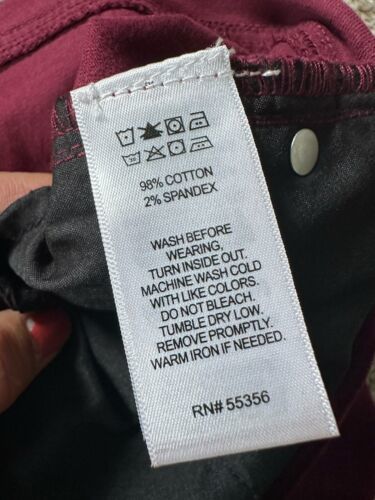 98% COTTON
2% SPANDEX
WASH BEFORE
WEARING,
TURN INSIDE OUT.
MACHINE WASH COLD
WITH LIKE COLORS.
DO NOT BLEACH.
TUMBLE DRY LOW.
REMOVE PROMPTLY.
WARM IRON IF NEEDED.
RN# 55356